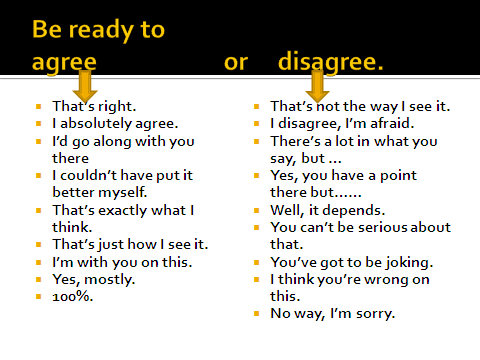 Be ready to
agree or disagree.
That's right.
I absolutely agree.
I'd go along with you
there
I couldn't have put it
better myself.
That's exactly what I
think.
That's just how I see it.
I'm with you on this.
Yes, mostly.
100%.
That's not the way I see it.
I disagree, I'm afraid.
There's a lot in what you
say, but ...
Yes, you have a point
there but......
Well, it depends.
You can't be serious about
that.
You've got to be joking.
I think you're wrong on
this.
No way, I'm sorry.